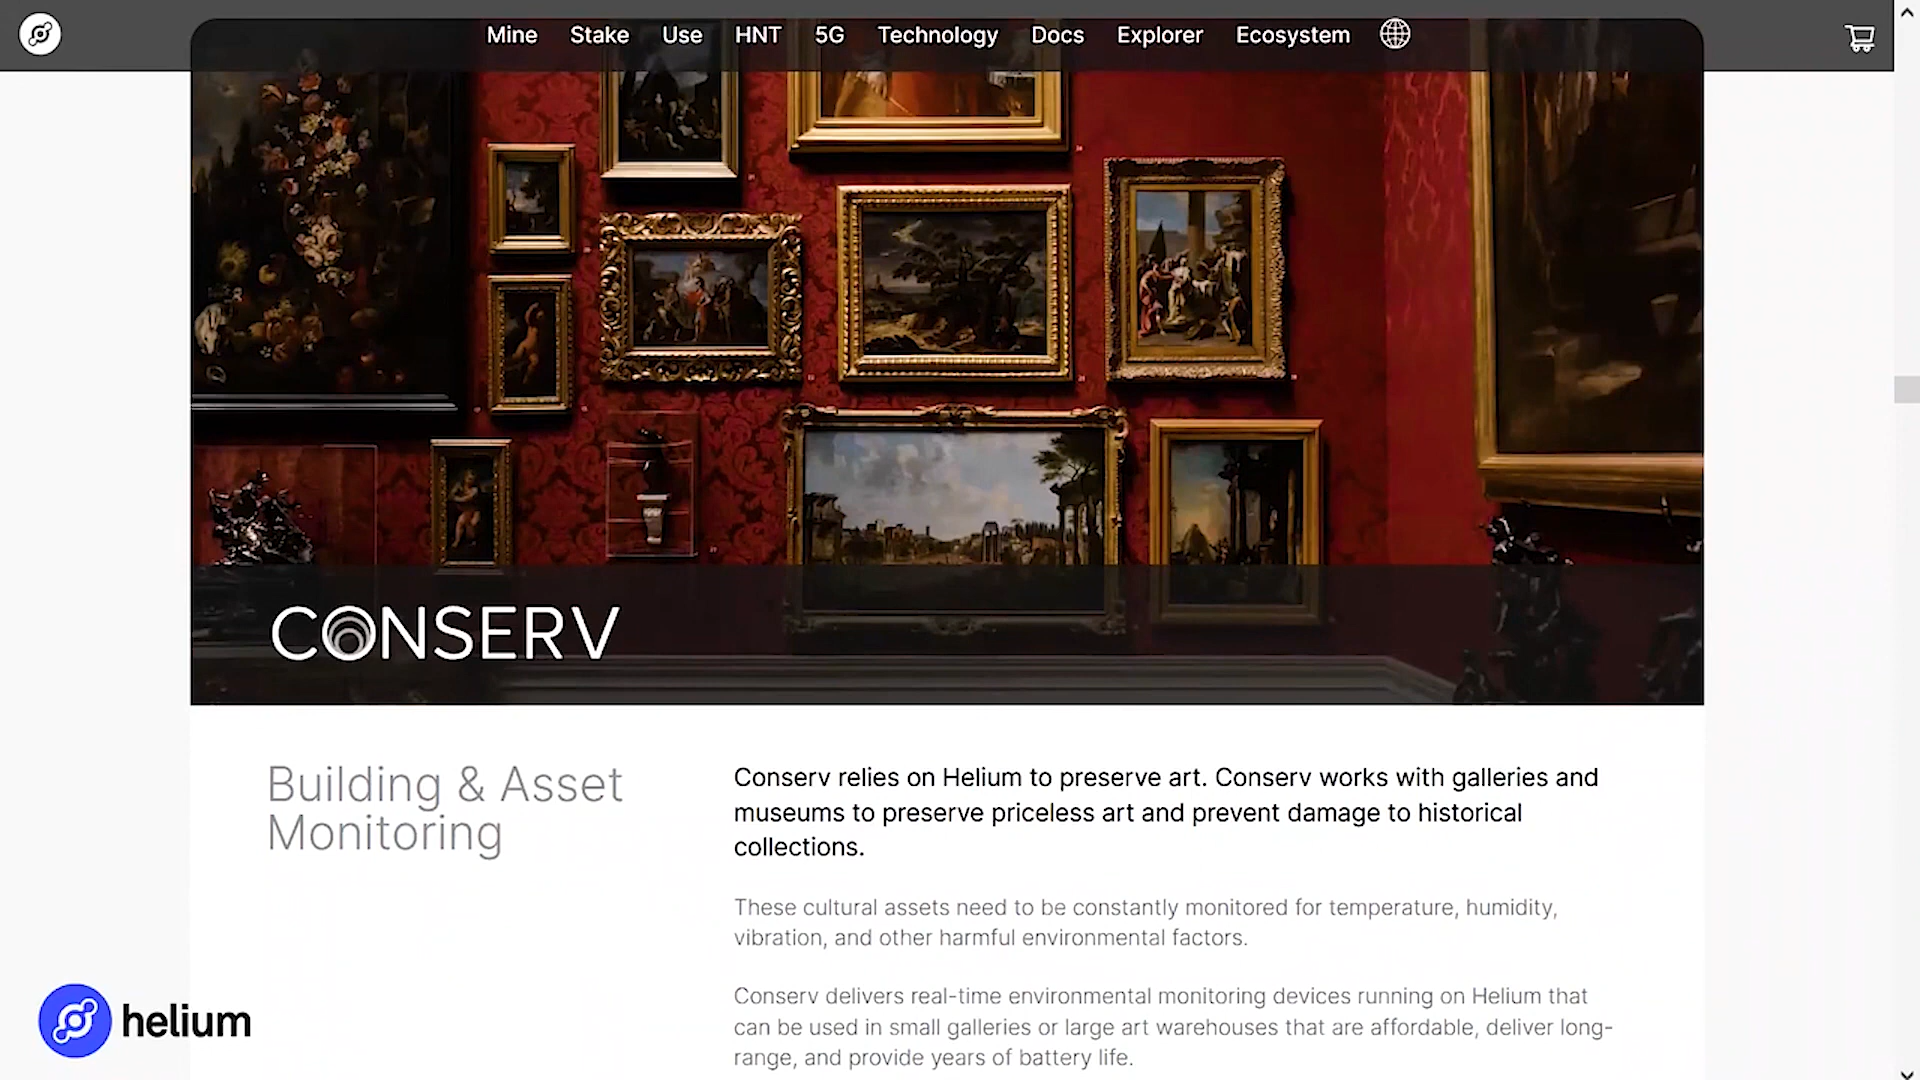 Mine Stake Use HNT 5G Technology Docs Explorer Ecosystem
CONSERV
Building & Asset
Monitoring
Conserv relies on Helium to preserve art. Conserv works with galleries and
museums to preserve priceless art and prevent damage to historical
collections.
These cultural assets need to be constantly monitored for temperature, humidity,
vibration, and other harmful environmental factors.
Conserv delivers real-time environmental monitoring devices running on Helium that
can be used in small galleries or large art warehouses that are affordable, deliver long-
range, and provide years of battery life.
helium